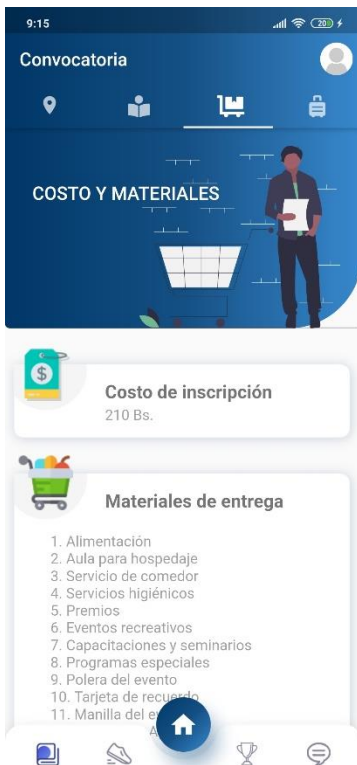 9:15
20
Convocatoria
COSTO Y MATERIALES
$
Costo de inscripción
210 Bs.
Materiales de entrega
1. Alimentación
2. Aula para hospedaje
3. Servicio de comedor
4. Servicios higiénicos
5. Premios
6. Eventos recreativos
7. Capacitaciones y seminarios
8. Programas especiales
9. Polera del evento
10. Tarjeta de recuerdo
11. Manilla del